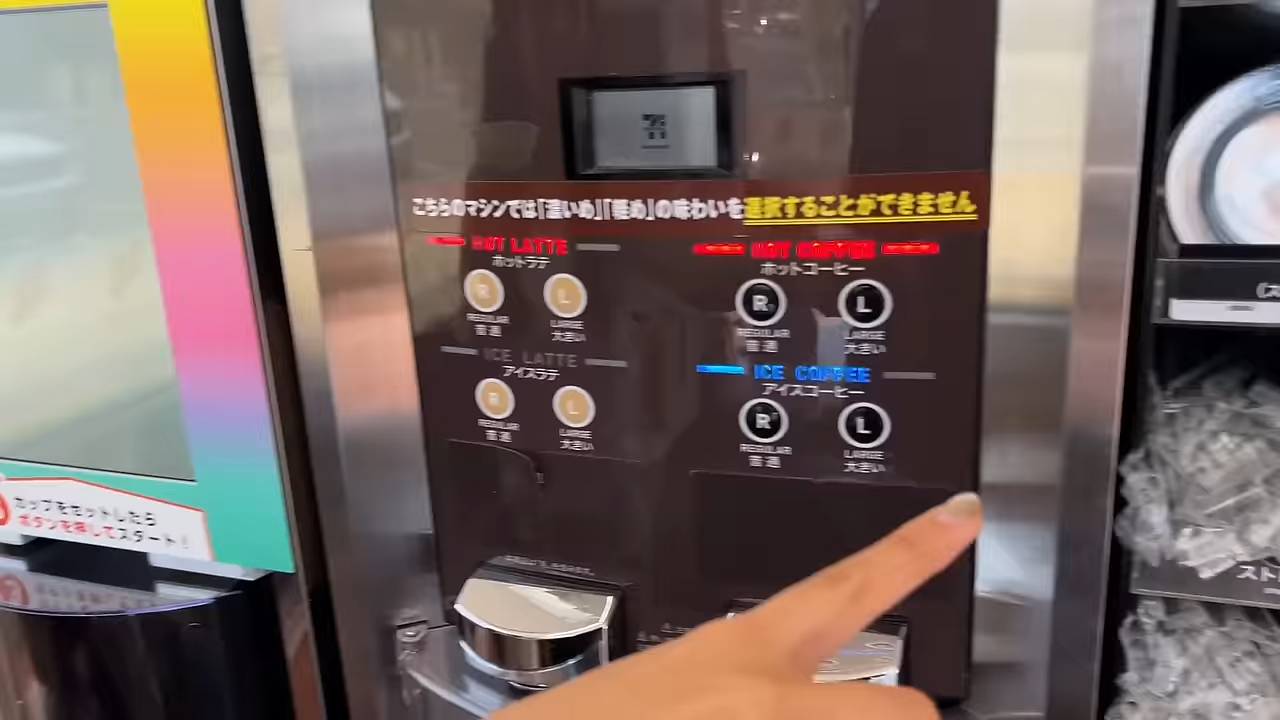 こちらのマシンでは「濃いめ」「軽め」の味わいを選択することができません
HOT LATTE
ホットラテ
R
L
REGULAR
普通
LARGE
大きい
HOT COFFEE
ホットコーヒー
R
L
REGULAR
普通
LARGE
大きい
ICE LATTE
アイスラテ
R
L
REGULAR
普通
LARGE
大きい
ICE COFFEE
アイスコーヒー
R
L
REGULAR
普通
LARGE
大きい
カップをセットしたら
ボタンを押してスタート!
スト